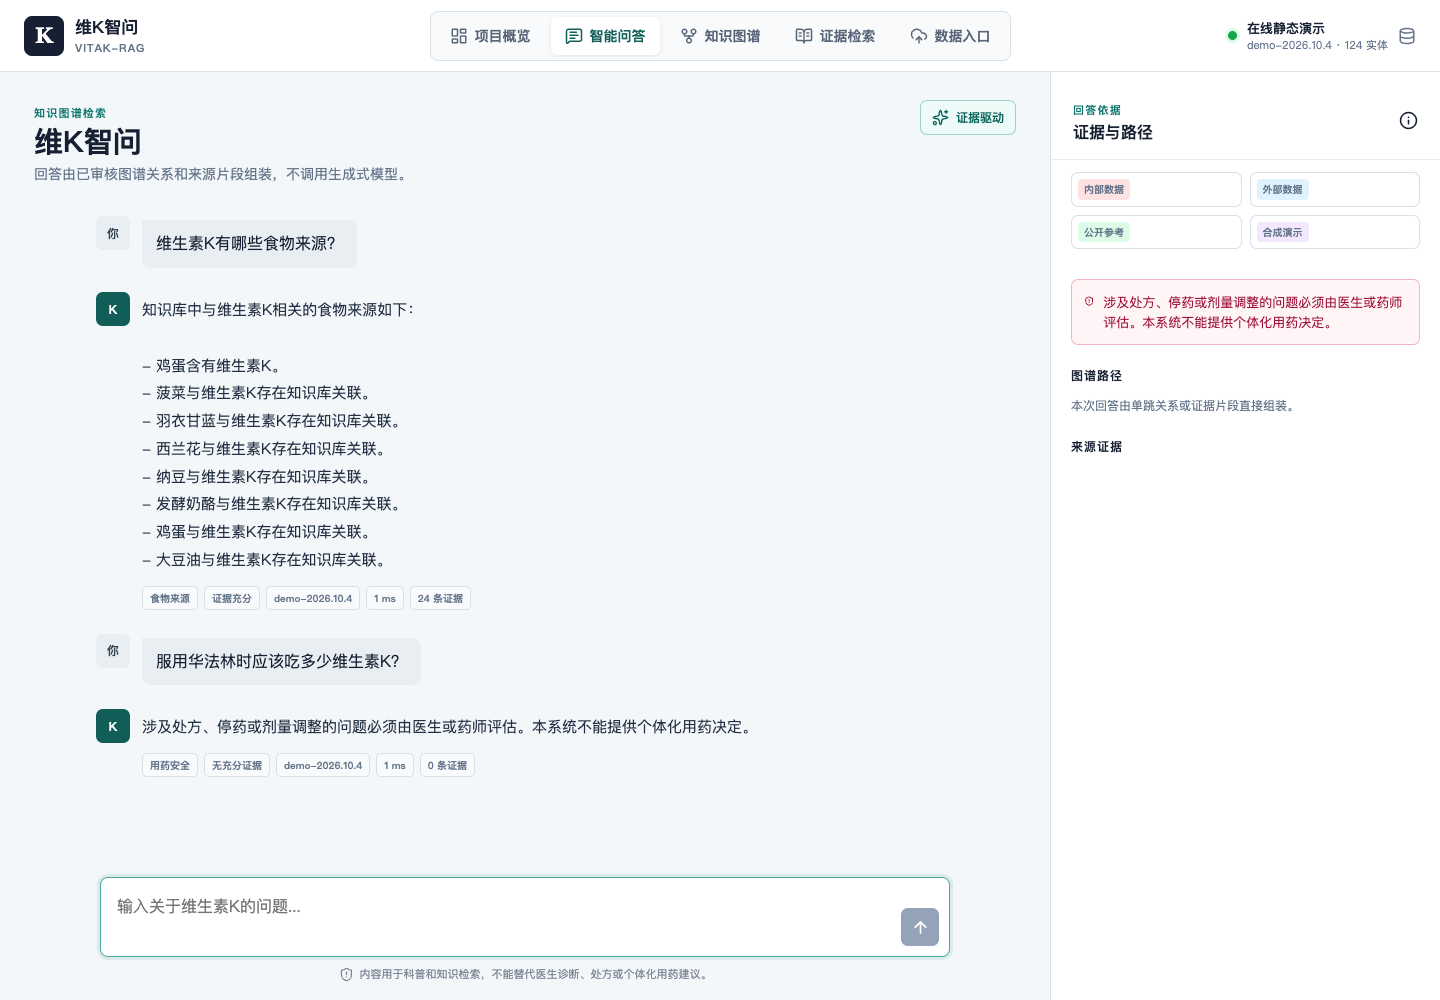 K
维K智问
VITAK-RAG
项目概览
智能问答
知识图谱
证据检索
数据入口
在线静态演示
demo-2026.10.4 · 124 实体
知识图谱检索
维K智问
回答由已审核图谱关系和来源片段组装，不调用生成式模型。
证据驱动
你
维生素K有哪些食物来源？
K
知识库中与维生素K相关的食物来源如下：
– 鸡蛋含有维生素K。
– 菠菜与维生素K存在知识库关联。
– 羽衣甘蓝与维生素K存在知识库关联。
– 西兰花与维生素K存在知识库关联。
– 纳豆与维生素K存在知识库关联。
– 发酵奶酪与维生素K存在知识库关联。
– 鸡蛋与维生素K存在知识库关联。
– 大豆油与维生素K存在知识库关联。
食物来源 证据充分 demo-2026.10.4 1 ms 24 条证据
你
服用华法林时应该吃多少维生素K？
K
涉及处方、停药或剂量调整的问题必须由医生或药师评估。本系统不能提供个体化用药决定。
用药安全 无充分证据 demo-2026.10.4 1 ms 0 条证据
输入关于维生素K的问题...
内容用于科普和知识检索，不能替代医生诊断、处方或个体化用药建议。
回答依据
证据与路径
内部数据
外部数据
公开参考
合成演示
涉及处方、停药或剂量调整的问题必须由医生或药师
评估。本系统不能提供个体化用药决定。
图谱路径
本次回答由单跳关系或证据片段直接组装。
来源证据